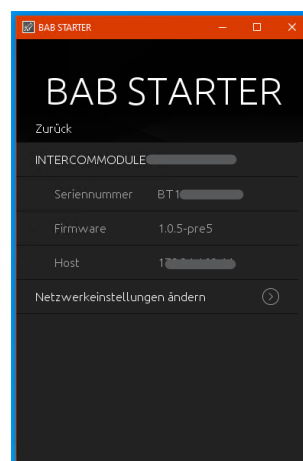 BAB STARTER
BAB STARTER
Zurück
INTERCOMMODULE
Seriennummer BT1
Firmware 1.0.5-pre5
Host
Netzwerkeinstellungen ändern